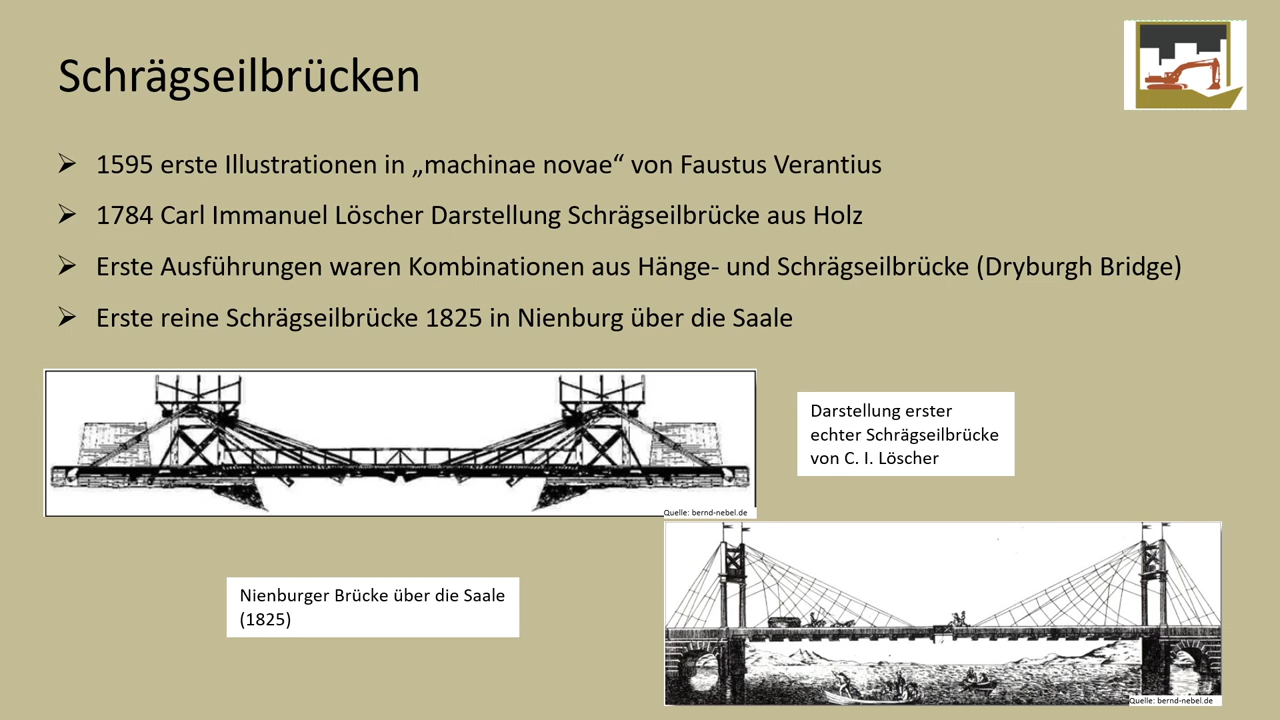 Schrägseilbrücken
1595 erste Illustrationen in „machinae novae“ von Faustus Verantius
1784 Carl Immanuel Löscher Darstellung Schrägseilbrücke aus Holz
Erste Ausführungen waren Kombinationen aus Hänge- und Schrägseilbrücke (Dryburgh Bridge)
Erste reine Schrägseilbrücke 1825 in Nienburg über die Saale
Darstellung erster
echter Schrägseilbrücke
von C. I. Löscher
Quelle: bernd-nebel.de
Nienburger Brücke über die Saale
(1825)
Quelle: bernd-nebel.de